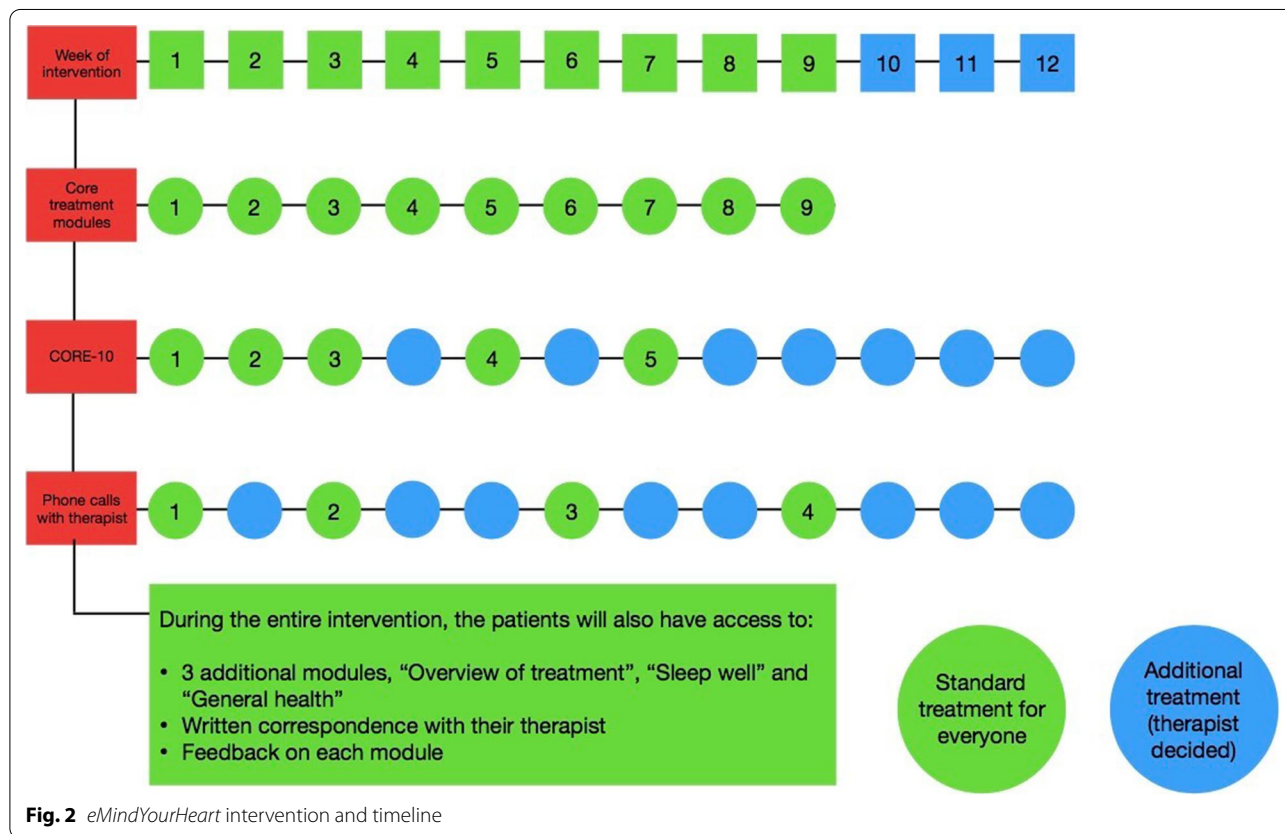 Week of
intervention
1 2 3 4 5 6 7 8 9 10 11 12
Core
treatment
modules
1 2 3 4 5 6 7 8 9
CORE-10
1 2 3 4 5
Phone calls
with therapist
1 2 3 4
During the entire intervention, the patients will also have access to:
• 3 additional modules, “Overview of treatment”, “Sleep well” and
“General health”
• Written correspondence with their therapist
• Feedback on each module
Standard
treatment for
everyone
Additional
treatment
(therapist
decided)
Fig. 2 eMindYourHeart intervention and timeline